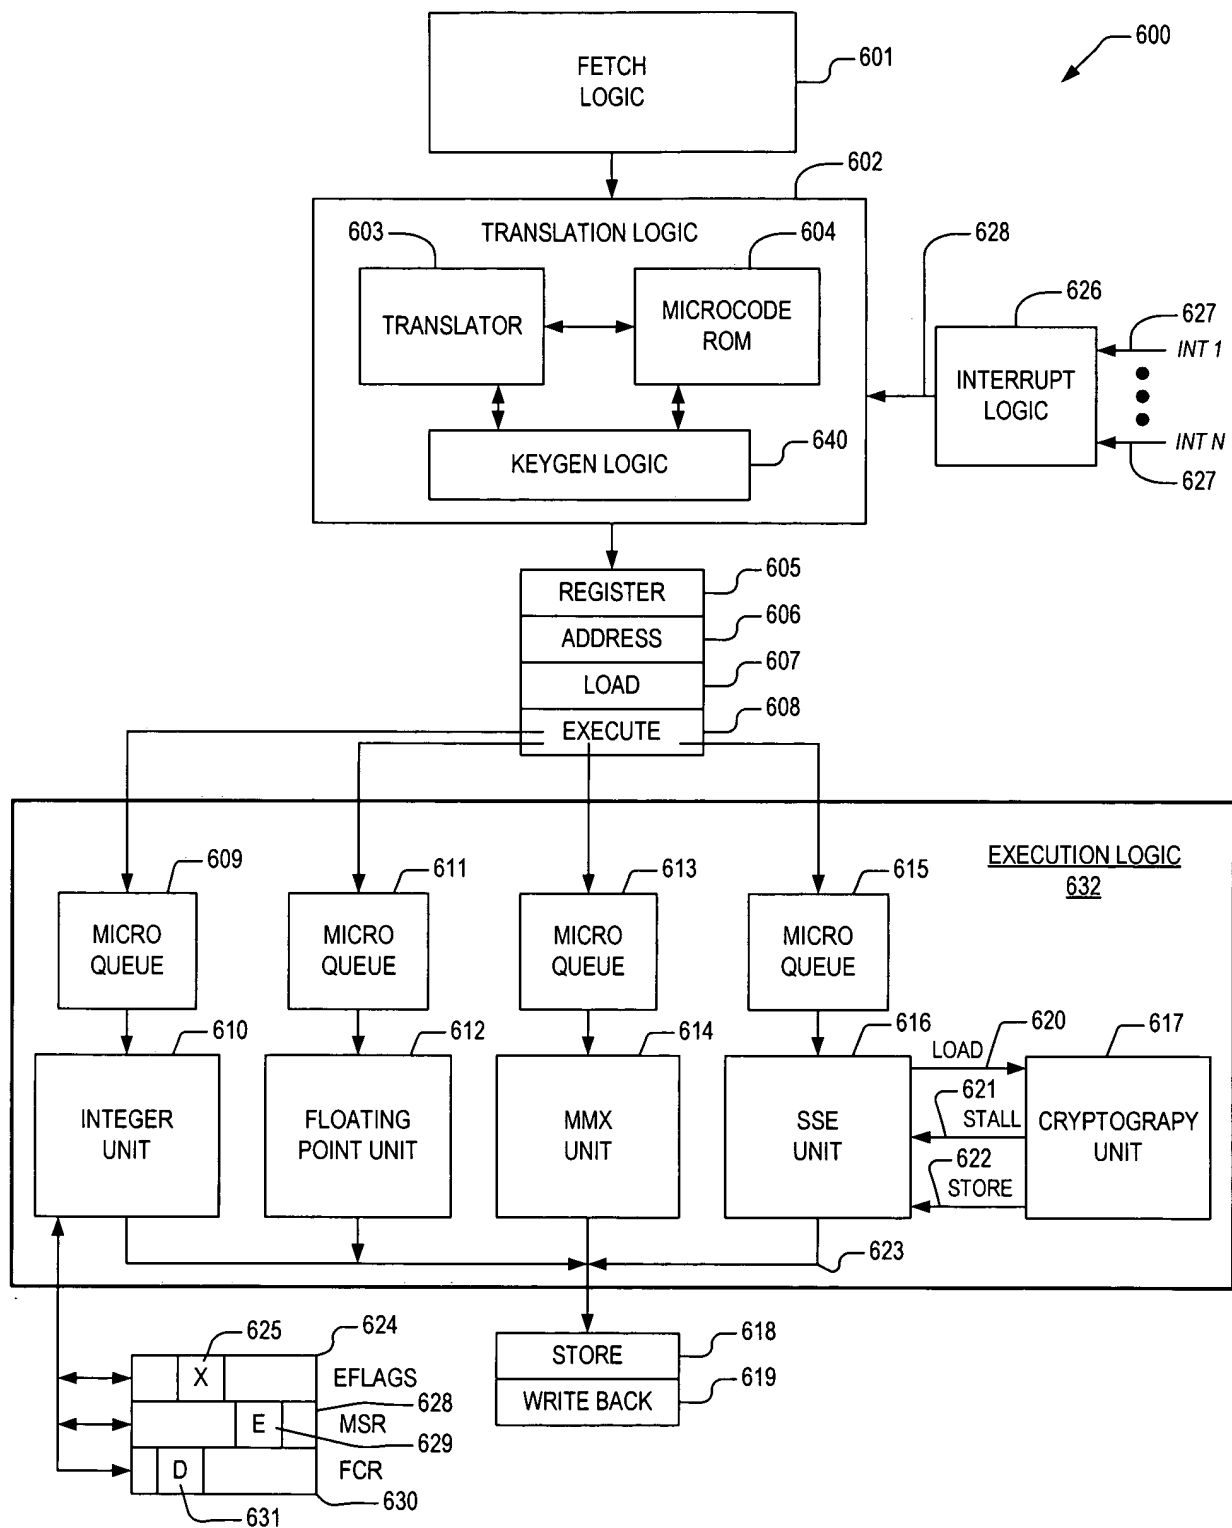 600
FETCH
LOGIC
601
602
TRANSLATION LOGIC
603
604
628
TRANSLATOR
MICROCODE
ROM
626
627
INT 1
INTERRUPT
LOGIC
INT N
627
KEYGEN LOGIC
640
REGISTER
605
ADDRESS
606
LOAD
607
EXECUTE
608
EXECUTION LOGIC
632
609
611
613
615
MICRO
QUEUE
MICRO
QUEUE
MICRO
QUEUE
MICRO
QUEUE
610
612
614
616
620
617
LOAD
621
STALL
622
STORE
INTEGER
UNIT
FLOATING
POINT UNIT
MMX
UNIT
SSE
UNIT
CRYPTOGRAPY
UNIT
623
625
624
X
EFLAGS
628
E
MSR
629
D
FCR
631
630
STORE
618
WRITE BACK
619